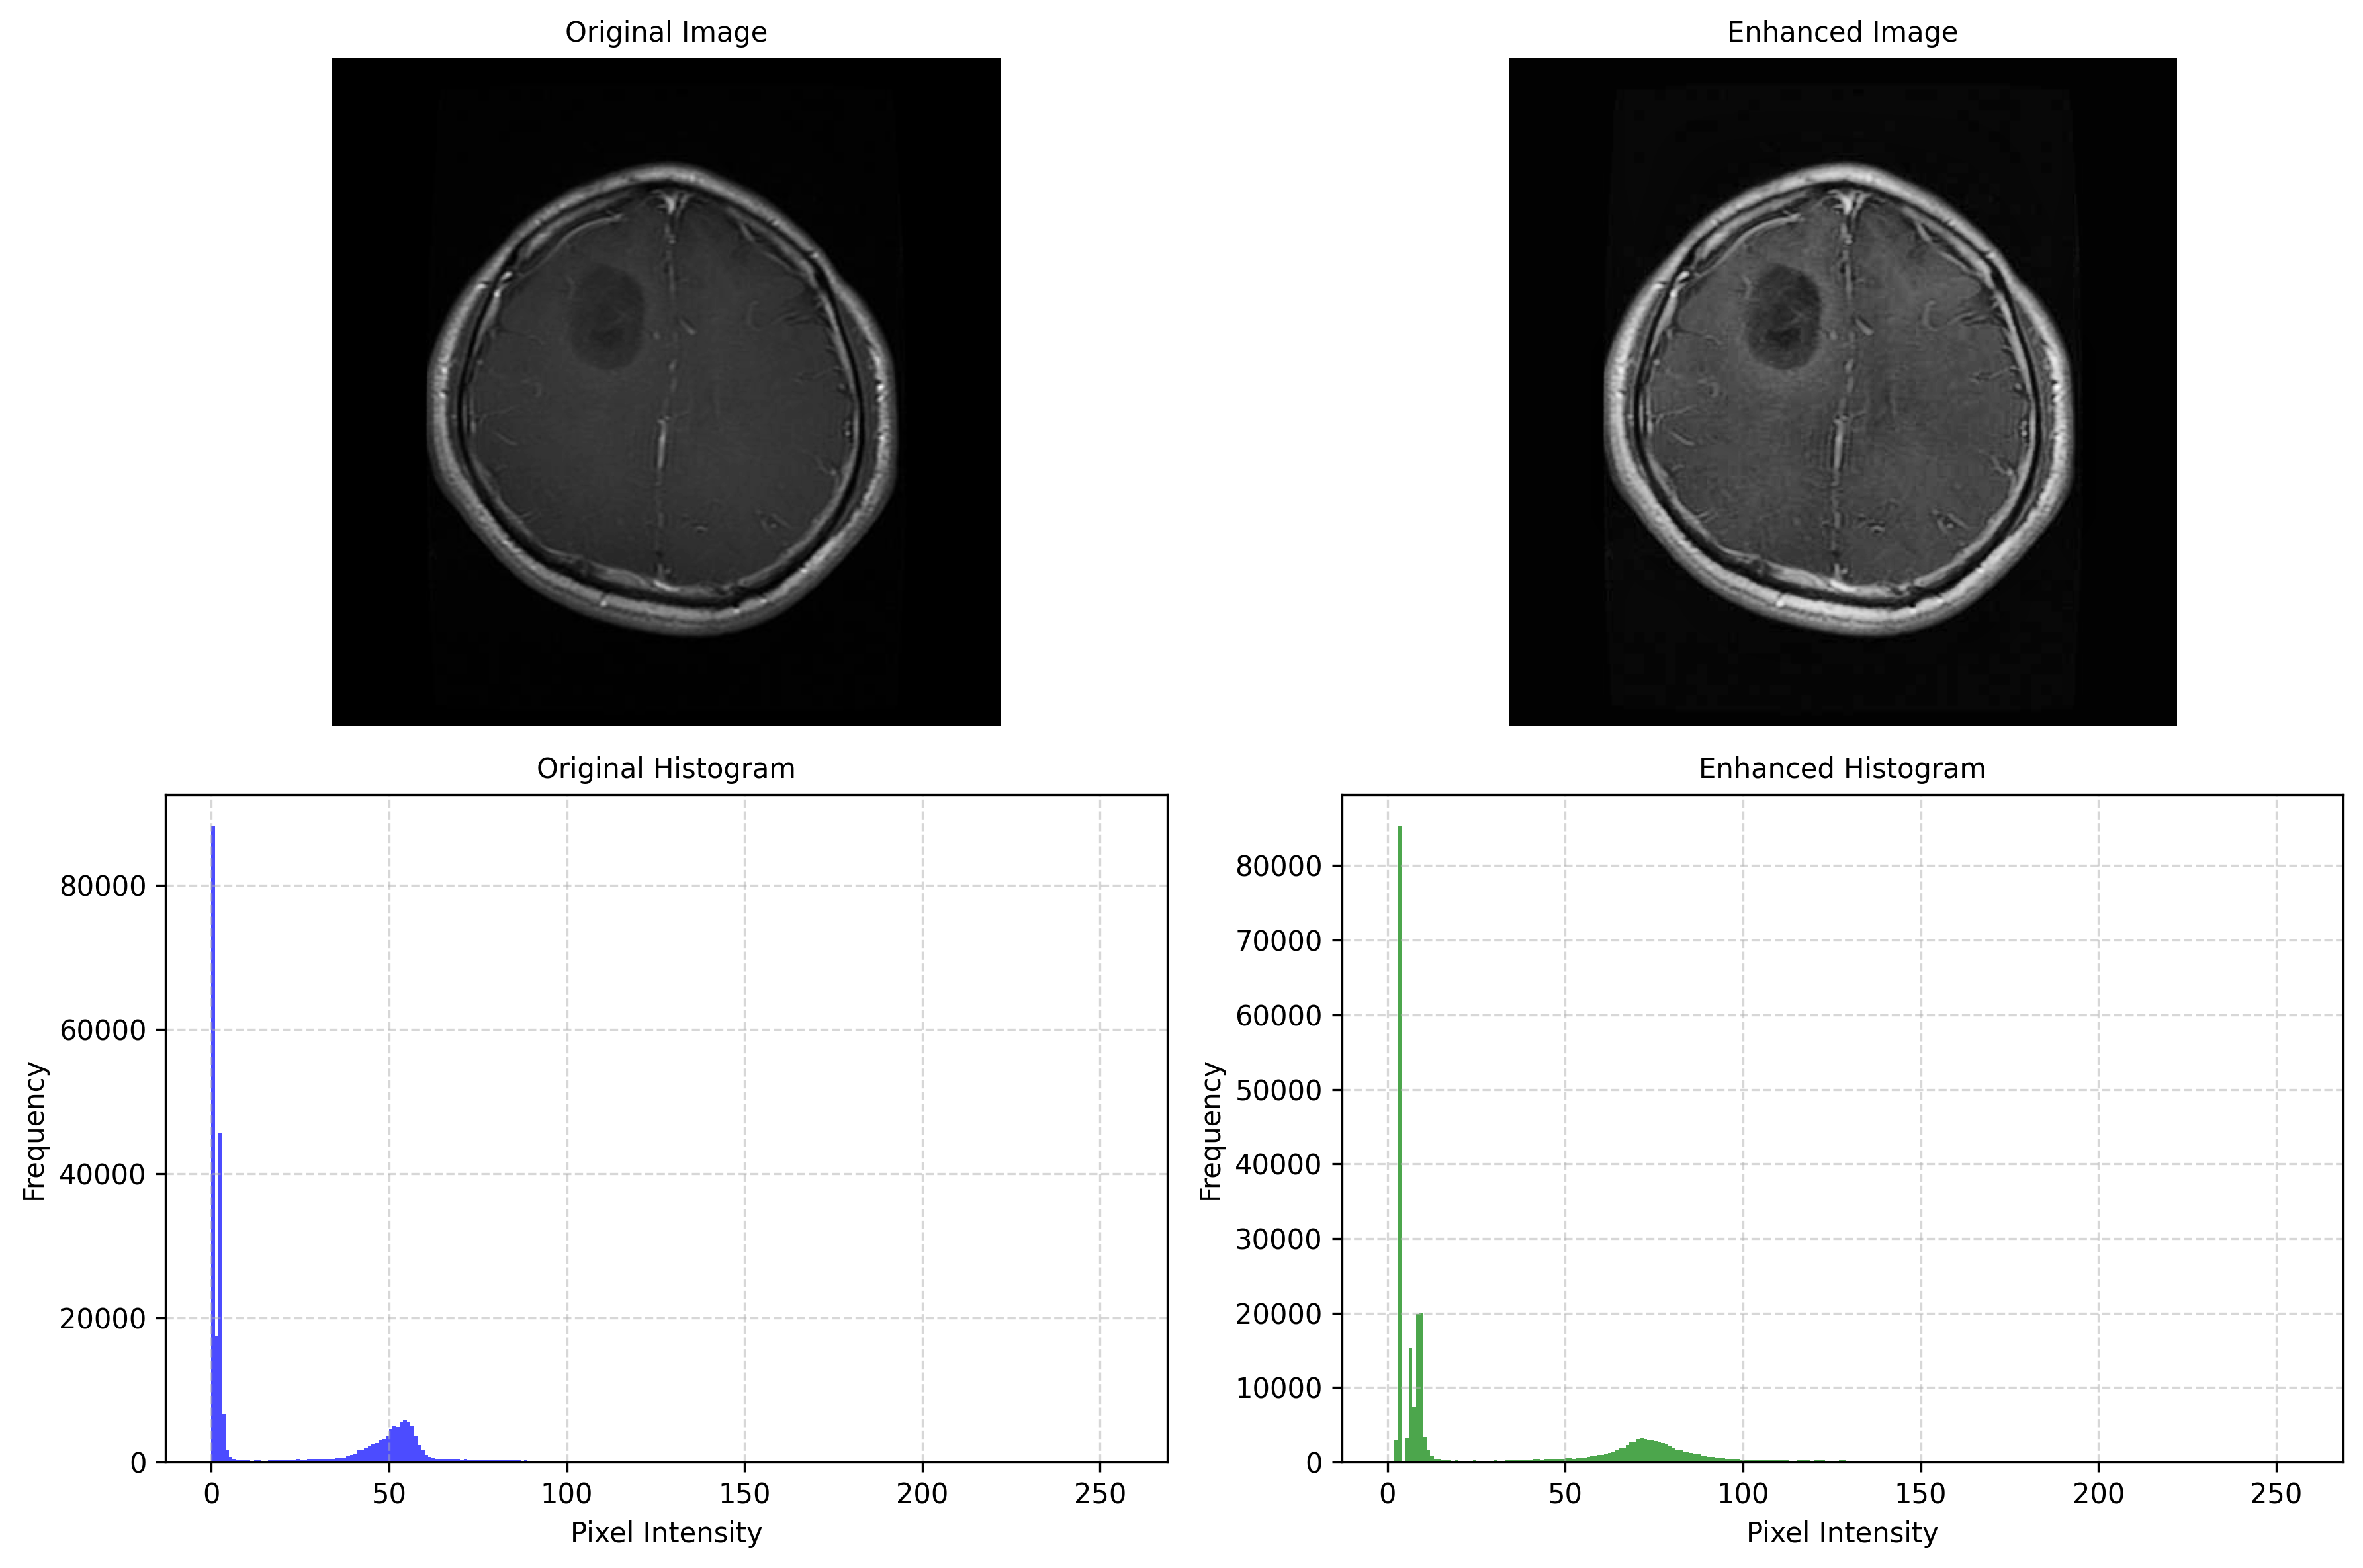 Original Image
Enhanced Image
Original Histogram
Enhanced Histogram
80000
60000
40000
20000
0
Frequency
0 50 100 150 200 250
Pixel Intensity
80000
70000
60000
50000
40000
30000
20000
10000
0
Frequency
0 50 100 150 200 250
Pixel Intensity